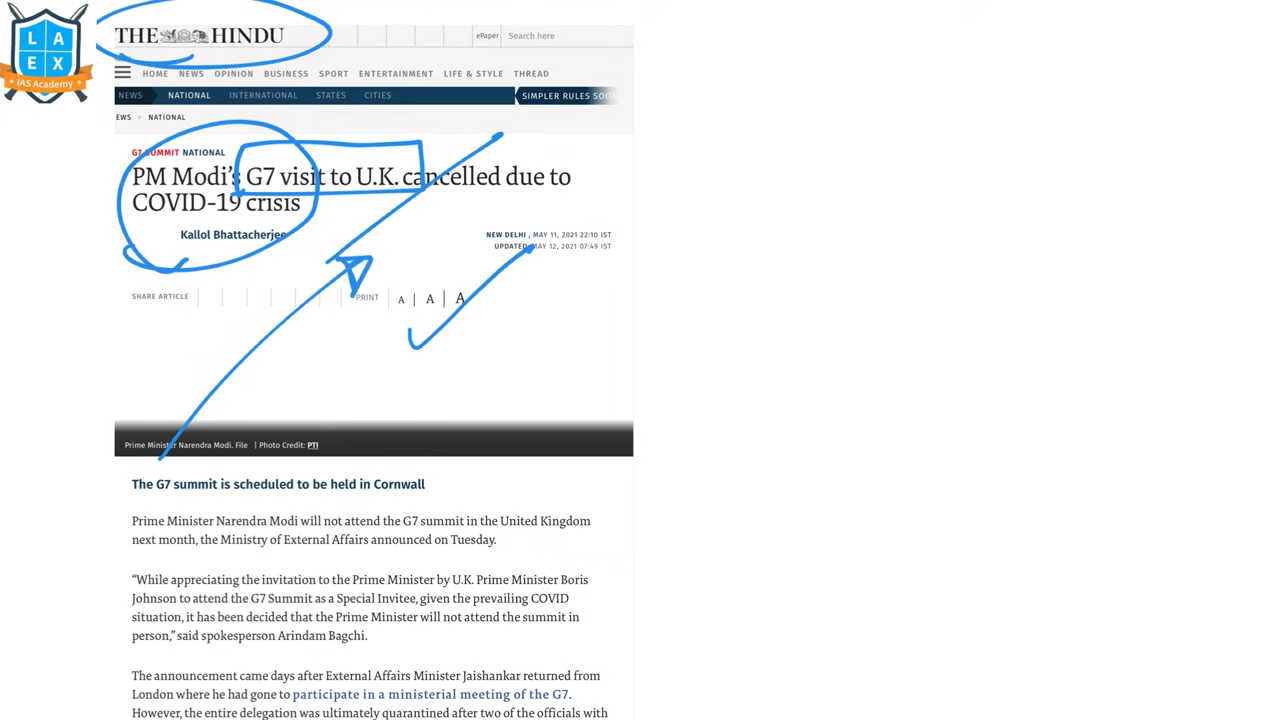 L A
E X
IAS Academy
THE HINDU
ePaper
Search here
HOME NEWS OPINION BUSINESS SPORT ENTERTAINMENT LIFE & STYLE THREAD
NEWS NATIONAL INTERNATIONAL STATES CITIES SIMPLER RULES SOON
EWS > NATIONAL
G7 SUMMIT NATIONAL
PM Modi's G7 visit to U.K. cancelled due to
COVID-19 crisis
Kallol Bhattacherjee
NEW DELHI , MAY 11, 2021 22:10 IST
UPDATED: MAY 12, 2021 07:49 IST
SHARE ARTICLE
PRINT
A | A | A
Prime Minister Narendra Modi. File | Photo Credit: PTI
The G7 summit is scheduled to be held in Cornwall
Prime Minister Narendra Modi will not attend the G7 summit in the United Kingdom
next month, the Ministry of External Affairs announced on Tuesday.
“While appreciating the invitation to the Prime Minister by U.K. Prime Minister Boris
Johnson to attend the G7 Summit as a Special Invitee, given the prevailing COVID
situation, it has been decided that the Prime Minister will not attend the summit in
person,” said spokesperson Arindam Bagchi.
The announcement came days after External Affairs Minister Jaishankar returned from
London where he had gone to participate in a ministerial meeting of the G7.
However, the entire delegation was ultimately quarantined after two of the officials with